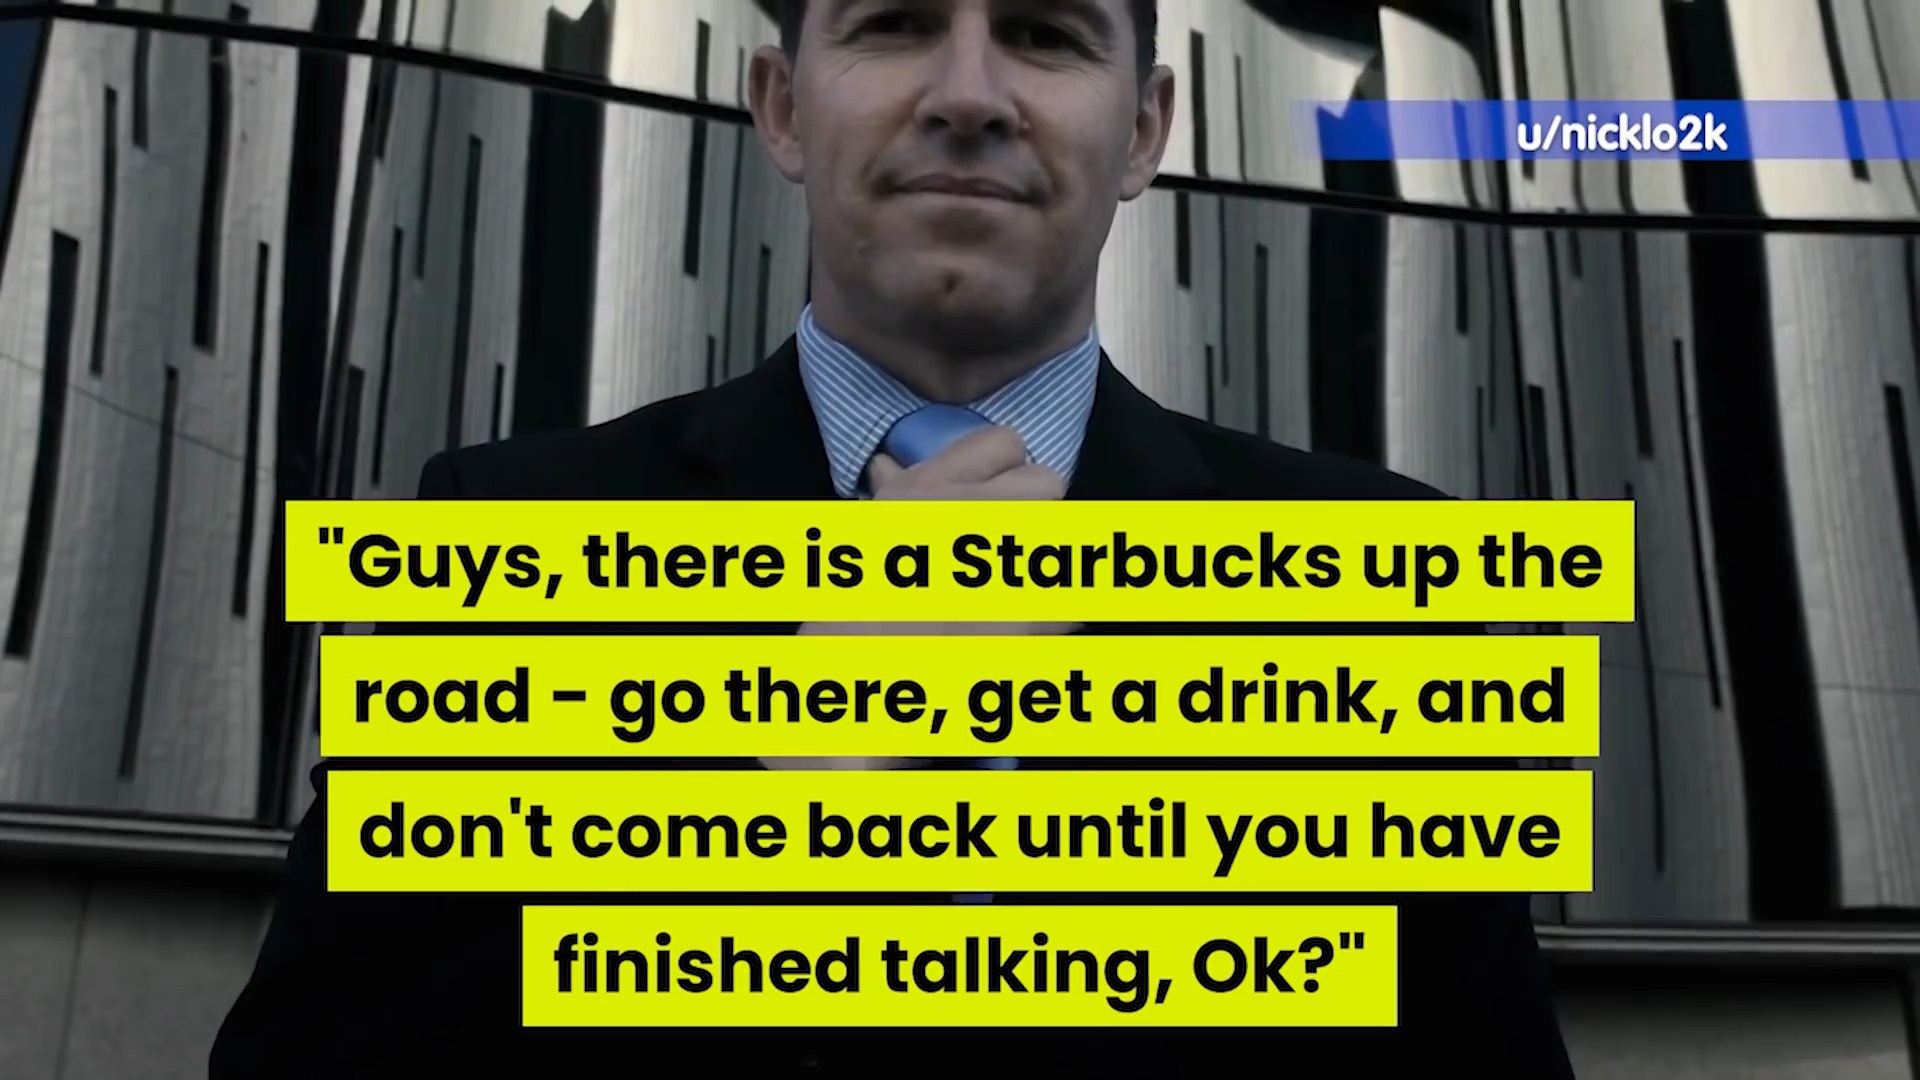 u/nicklo2k
"Guys, there is a Starbucks up the
road - go there, get a drink, and
don't come back until you have
finished talking, Ok?"